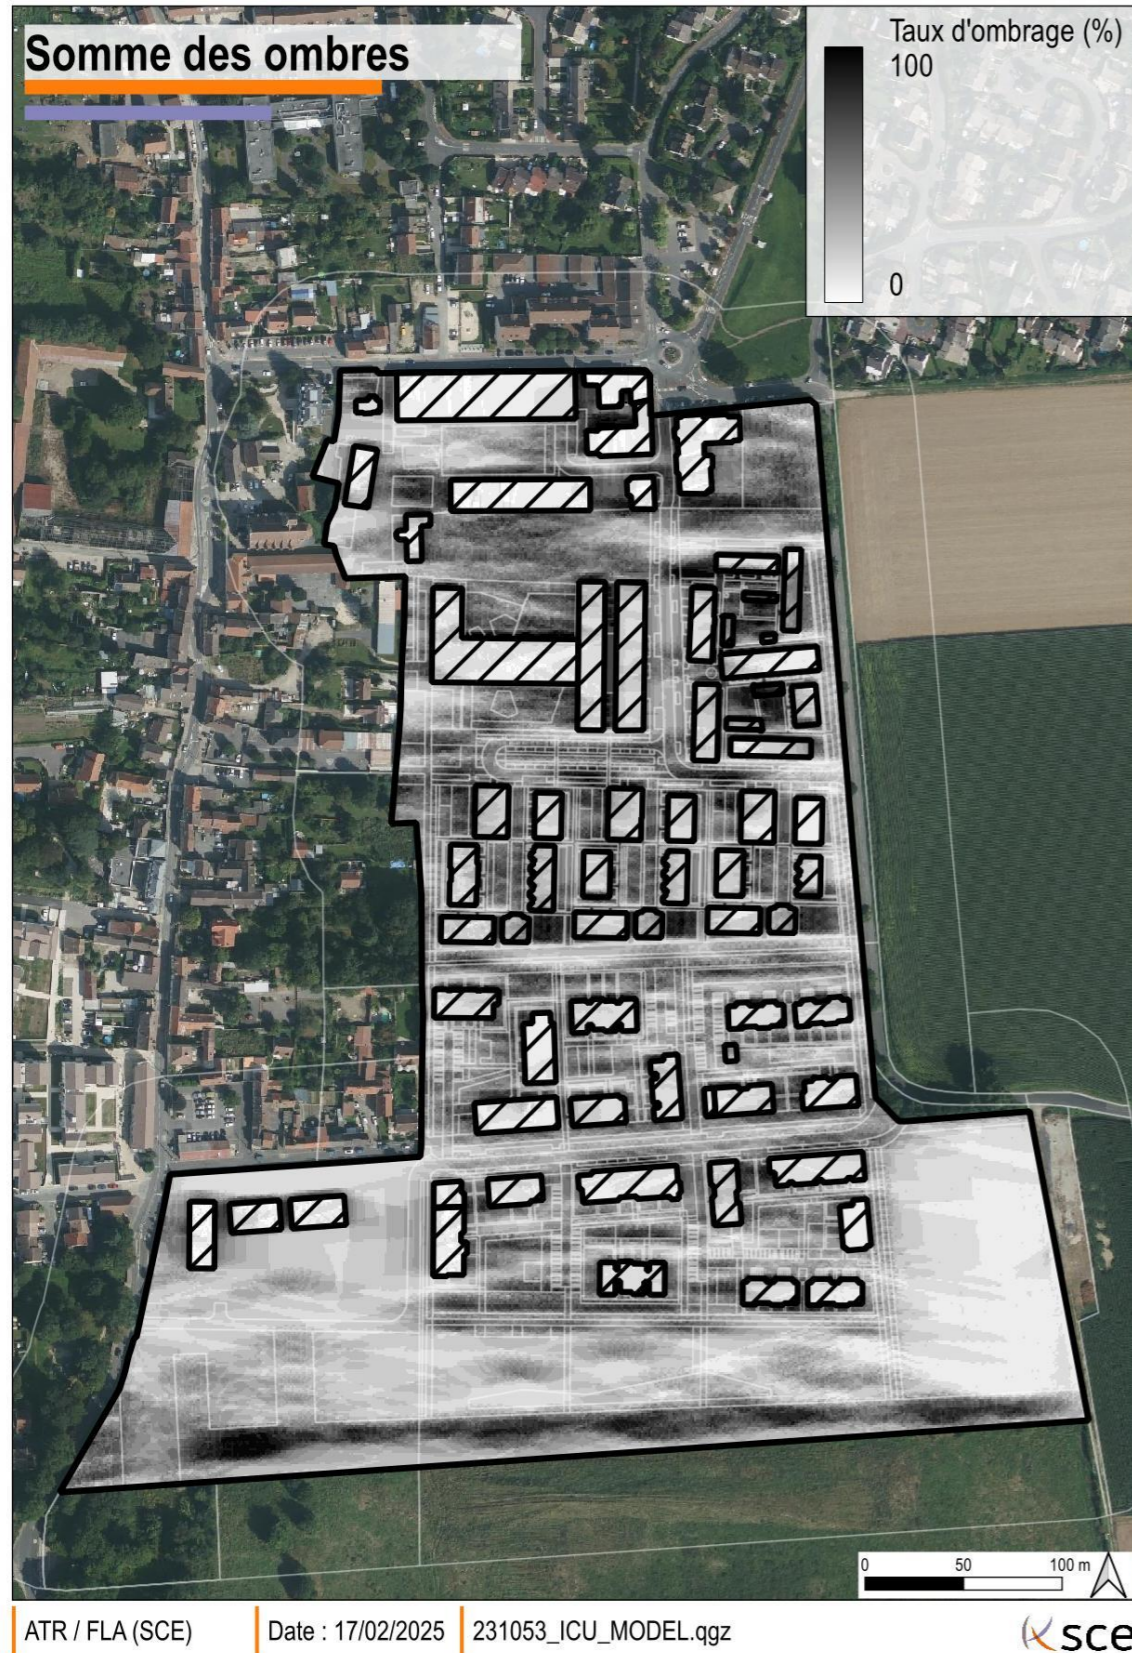 Somme des ombres
Taux d'ombrage (%)
100
0
0 50 100 m
ATR / FLA (SCE)
Date : 17/02/2025
231053_ICU_MODEL.qgz
sce